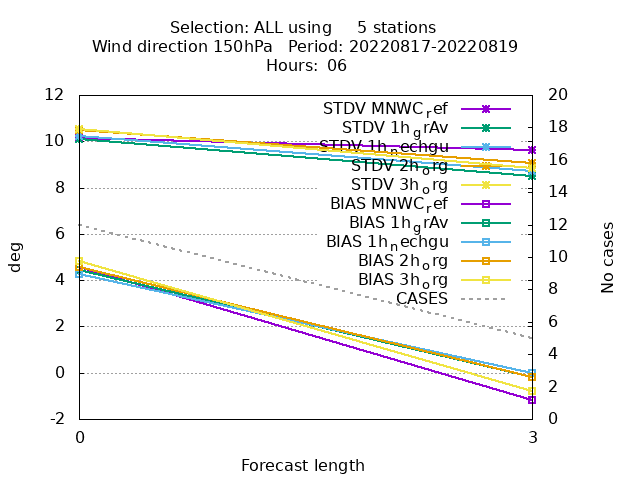 Selection: ALL using 5 stations
Wind direction 150hPa Period: 20220817-20220819
Hours: 06
12
10
8
6
4
2
0
-2
20
18
16
14
12
10
8
6
4
2
0
deg
No cases
STDV MNWC_ref
STDV 1h_grAv
STDV 1h_nechgu
STDV 2h_org
STDV 3h_org
BIAS MNWC_ref
BIAS 1h_grAv
BIAS 1h_nechgu
BIAS 2h_org
BIAS 3h_org
CASES
0
3
Forecast length